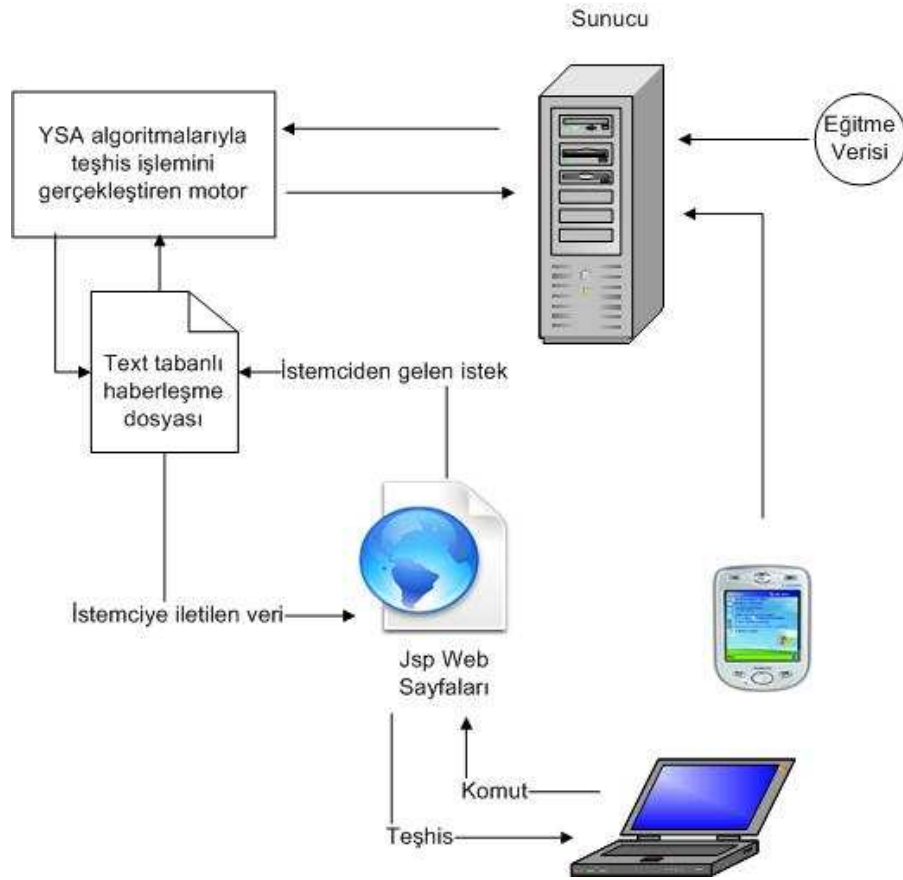 Sunucu
YSA algoritmalarıyla
teşhis işlemini
gerçekleştiren motor
Eğitme
Verisi
Text tabanlı
haberleşme
dosyası
İstemciden gelen istek
İstemciye iletilen veri
Jsp Web
Sayfaları
Komut
Teşhis